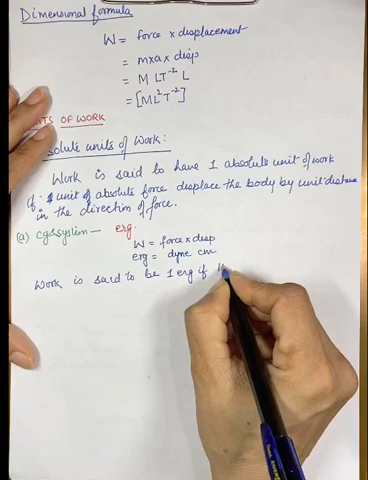 Dimensional formula
W = force x displacement
= mxa x disp
= M LT⁻² L
= [ML²T⁻²]
ITS OF WORK
solute units of Work:
Work is said to have 1 absolute unit of work
if unit of absolute force displace the body by unit distance
in the direction of force.
(a) cgs system — erg.
W = force x disp
erg = dyne cm
Work is said to be 1 erg if